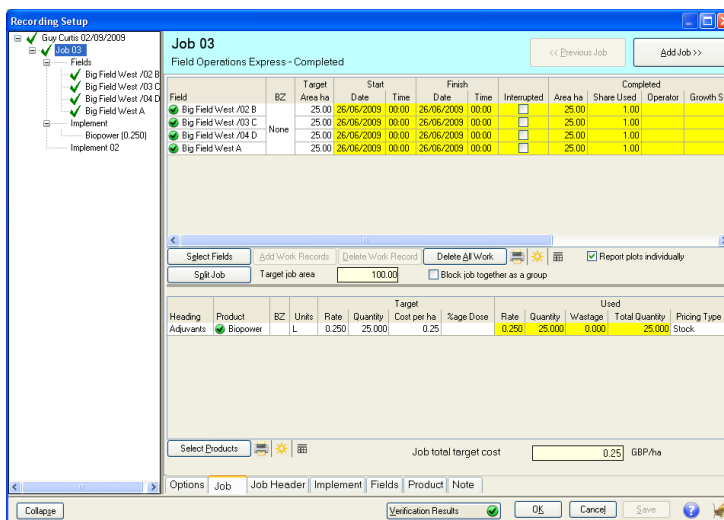 Recording Setup
Guy Curtis 02/09/2009
Job 03
Fields
Big Field West /02 B
Big Field West /03 C
Big Field West /04 D
Big Field West A
Implement
Biopower (0.250)
Implement 02
Job 03
Field Operations Express - Completed
<< Previous Job
Add Job >>
Target Start Finish Completed
Field BZ Area ha Date Time Date Time Interrupted Area ha Share Used Operator Growth S
Big Field West /02 B 25.00 26/06/2009 00:00 26/06/2009 00:00 25.00 1.00
Big Field West /03 C None 25.00 26/06/2009 00:00 26/06/2009 00:00 25.00 1.00
Big Field West /04 D 25.00 26/06/2009 00:00 26/06/2009 00:00 25.00 1.00
Big Field West A 25.00 26/06/2009 00:00 26/06/2009 00:00 25.00 1.00
Select Fields Add Work Records Delete Work Record Delete All Work Report plots individually
Split Job Target job area 100.00 Block job together as a group
Target Used
Heading Product BZ Units Rate Quantity Cost per ha %age Dose Rate Quantity Wastage Total Quantity Pricing Type
Adjuvants Biopower L 0.250 25.000 0.25 0.250 25.000 0.000 25.000 Stock
Select Products Job total target cost 0.25 GBP/ha
Options Job Job Header Implement Fields Product Note
Collapse Verification Results OK Cancel Save